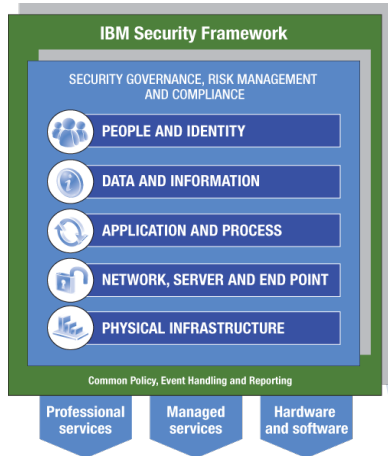 IBM Security Framework
SECURITY GOVERNANCE, RISK MANAGEMENT
AND COMPLIANCE
PEOPLE AND IDENTITY
DATA AND INFORMATION
APPLICATION AND PROCESS
NETWORK, SERVER AND END POINT
PHYSICAL INFRASTRUCTURE
Common Policy, Event Handling and Reporting
Professional
services
Managed
services
Hardware
and software